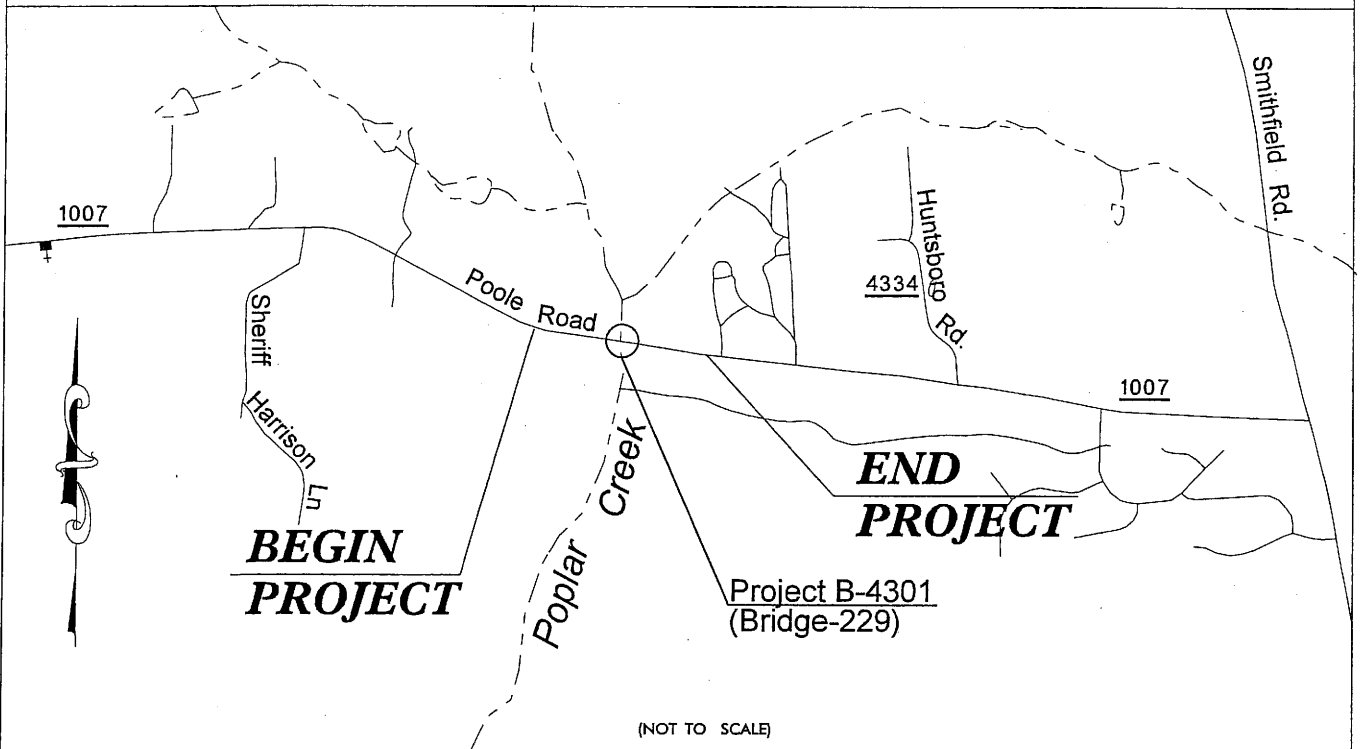 Smithfield Rd.
1007
Huntsboro Rd.
4334
Poole Road
Sheriff Harrison Ln
1007
Poplar Creek
BEGIN
PROJECT
END
PROJECT
Project B-4301
(Bridge-229)
(NOT TO SCALE)